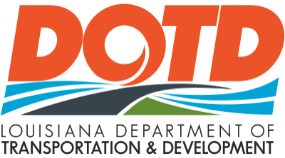 DOTD
LOUISIANA DEPARTMENT OF
TRANSPORTATION & DEVELOPMENT